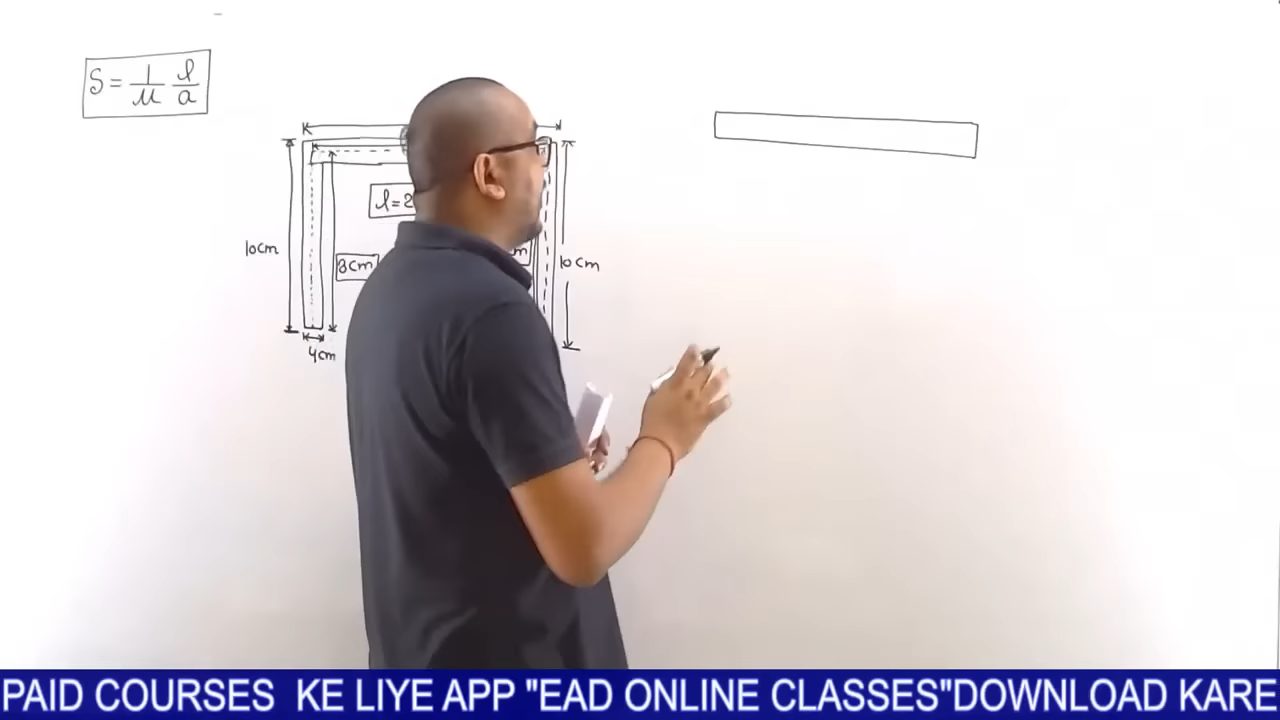 S = 1/μ l/a
l=2
10cm
8cm
m
10cm
4cm
PAID COURSES KE LIYE APP "EAD ONLINE CLASSES"DOWNLOAD KARE